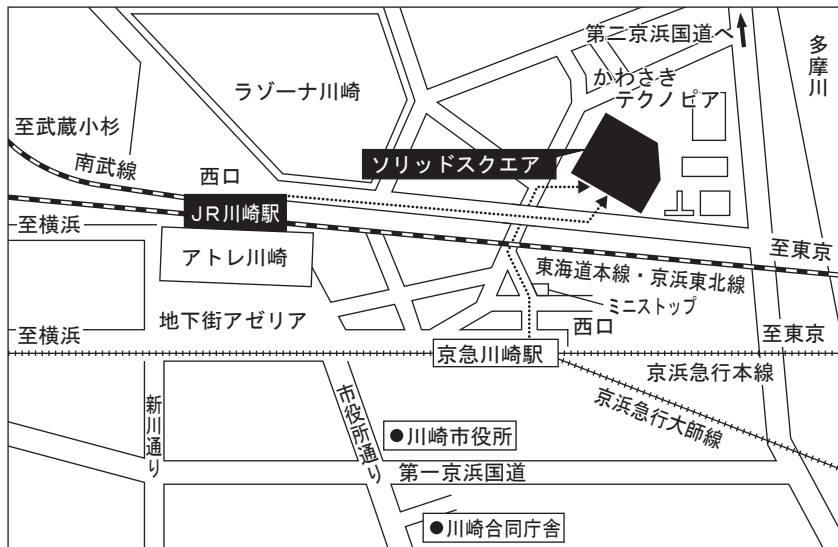 第二京浜国道へ
多摩川
かわさき
テクノピア
ラゾーナ川崎
至武蔵小杉
南武線
西口
ソリッドスクエア
JR川崎駅
至横浜
アトレ川崎
至東京
東海道本線・京浜東北線
ミニストップ
地下街アゼリア
西口
至横浜
至東京
京急川崎駅
京浜急行本線
京浜急行大師線
新川通り
市役所通り
●川崎市役所
第一京浜国道
●川崎合同庁舎